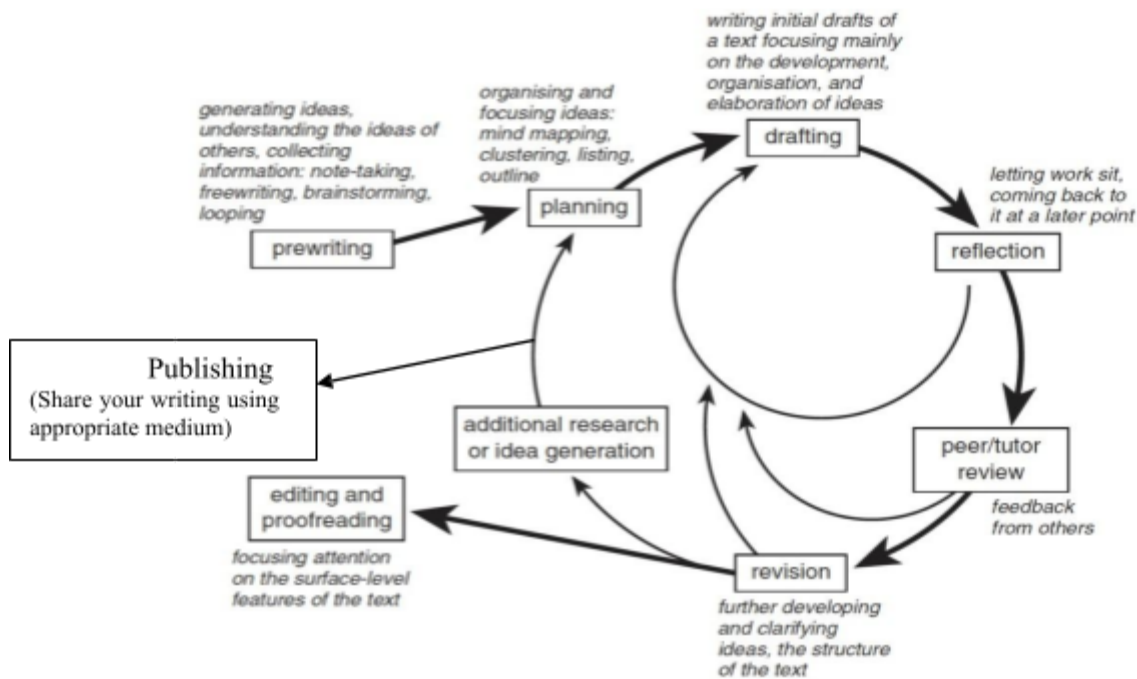 generating ideas,
understanding the ideas of
others, collecting
information: note-taking,
freewriting, brainstorming,
looping
prewriting
organising and
focusing ideas:
mind mapping,
clustering, listing,
outline
planning
writing initial drafts of
a text focusing mainly
on the development,
organisation, and
elaboration of ideas
drafting
letting work sit,
coming back to
it at a later point
reflection
peer/tutor
review
feedback
from others
revision
further developing
and clarifying
ideas, the structure
of the text
additional research
or idea generation
editing and
proofreading
focusing attention
on the surface-level
features of the text
Publishing
(Share your writing using
appropriate medium)